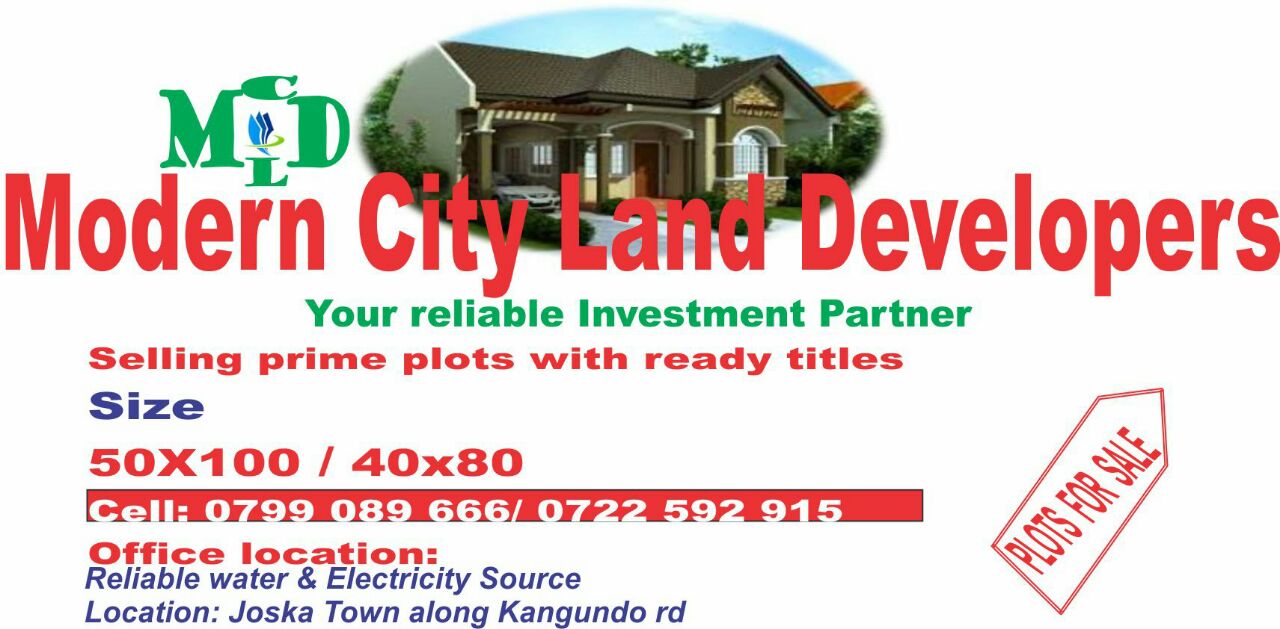 MCLD
Modern City Land Developers
Your reliable Investment Partner
Selling prime plots with ready titles
Size
50X100 / 40x80
Cell: 0799 089 666/ 0722 592 915
PLOTS FOR SALE
Office location:
Reliable water & Electricity Source
Location: Joska Town along Kangundo rd